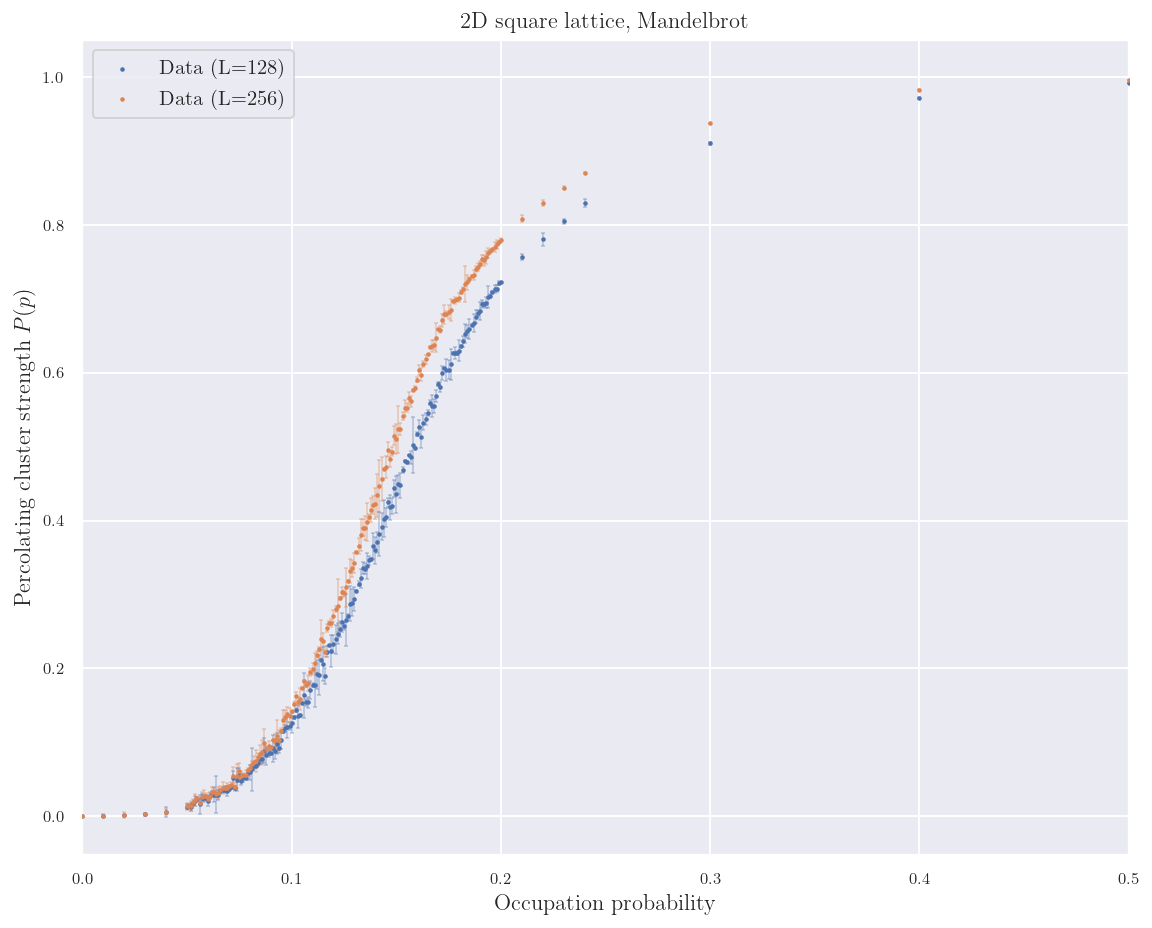 2D square lattice, Mandelbrot
Data (L=128)
Data (L=256)
Percolating cluster strength P(p)
1.0
0.8
0.6
0.4
0.2
0.0
0.0 0.1 0.2 0.3 0.4 0.5
Occupation probability